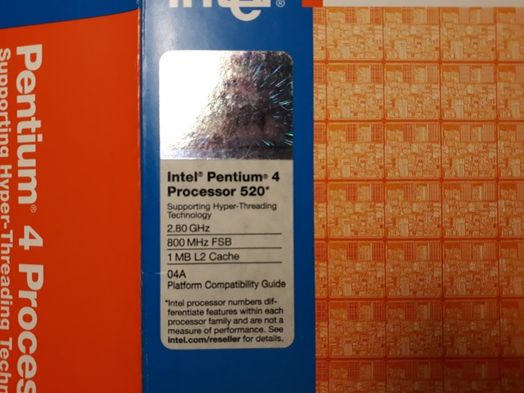 intel®
Intel® Pentium® 4
Processor 520*
Supporting Hyper-Threading
Technology
2.80 GHz
800 MHz FSB
1 MB L2 Cache
04A
Platform Compatibility Guide
*Intel processor numbers dif-
ferentiate features within each
processor family and are not a
measure of performance. See
intel.com/reseller for details.
Pentium® 4 Proces
Supporting Hyper-Threading Techn